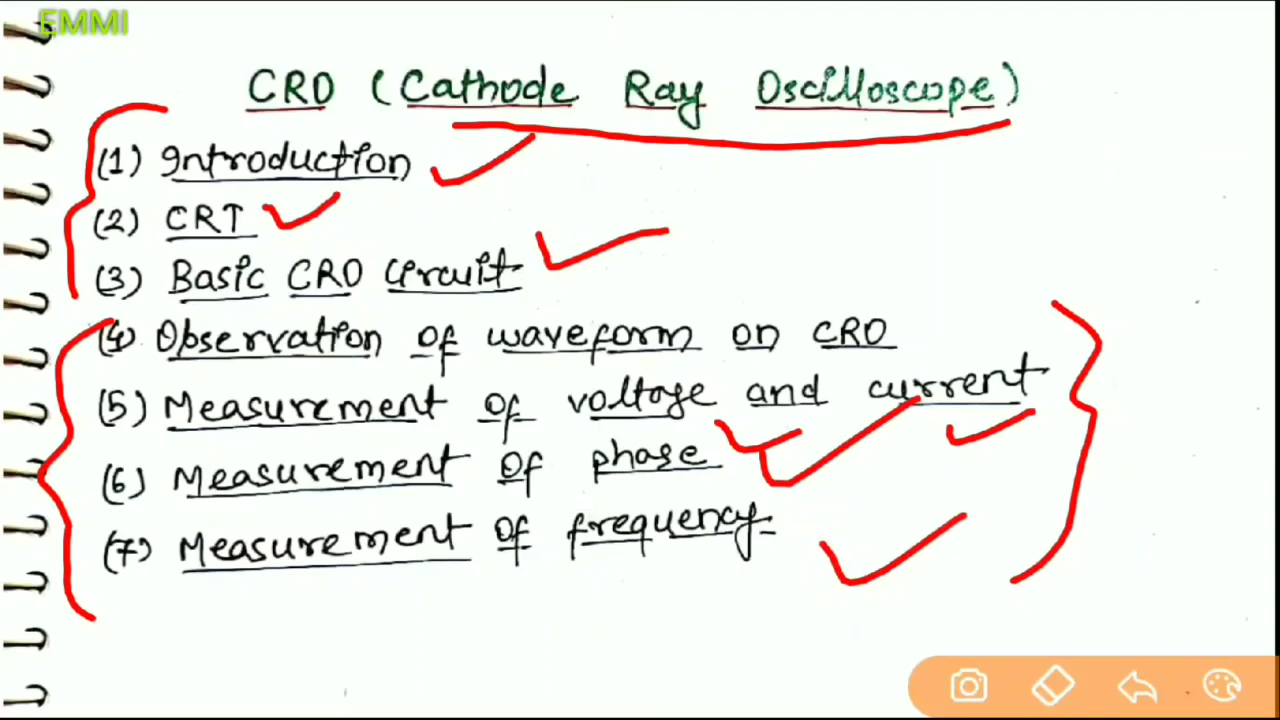 EMMI
CRO (Cathode Ray Oscilloscope)
(1) Introduction
(2) CRT
(3) Basic CRO Circuit
(4) Observation of waveform on CRO
(5) Measurement of voltage and current
(6) Measurement of phase
(7) Measurement of frequency